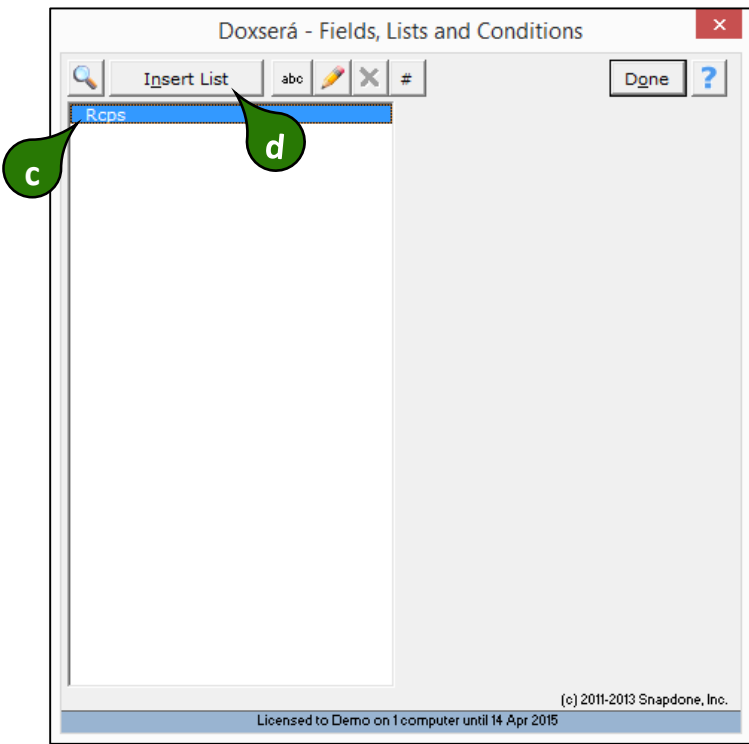 Doxserá - Fields, Lists and Conditions
×
Insert List abc # Done ?
Rcps
c
d
(c) 2011-2013 Snapdone, Inc.
Licensed to Demo on 1 computer until 14 Apr 2015